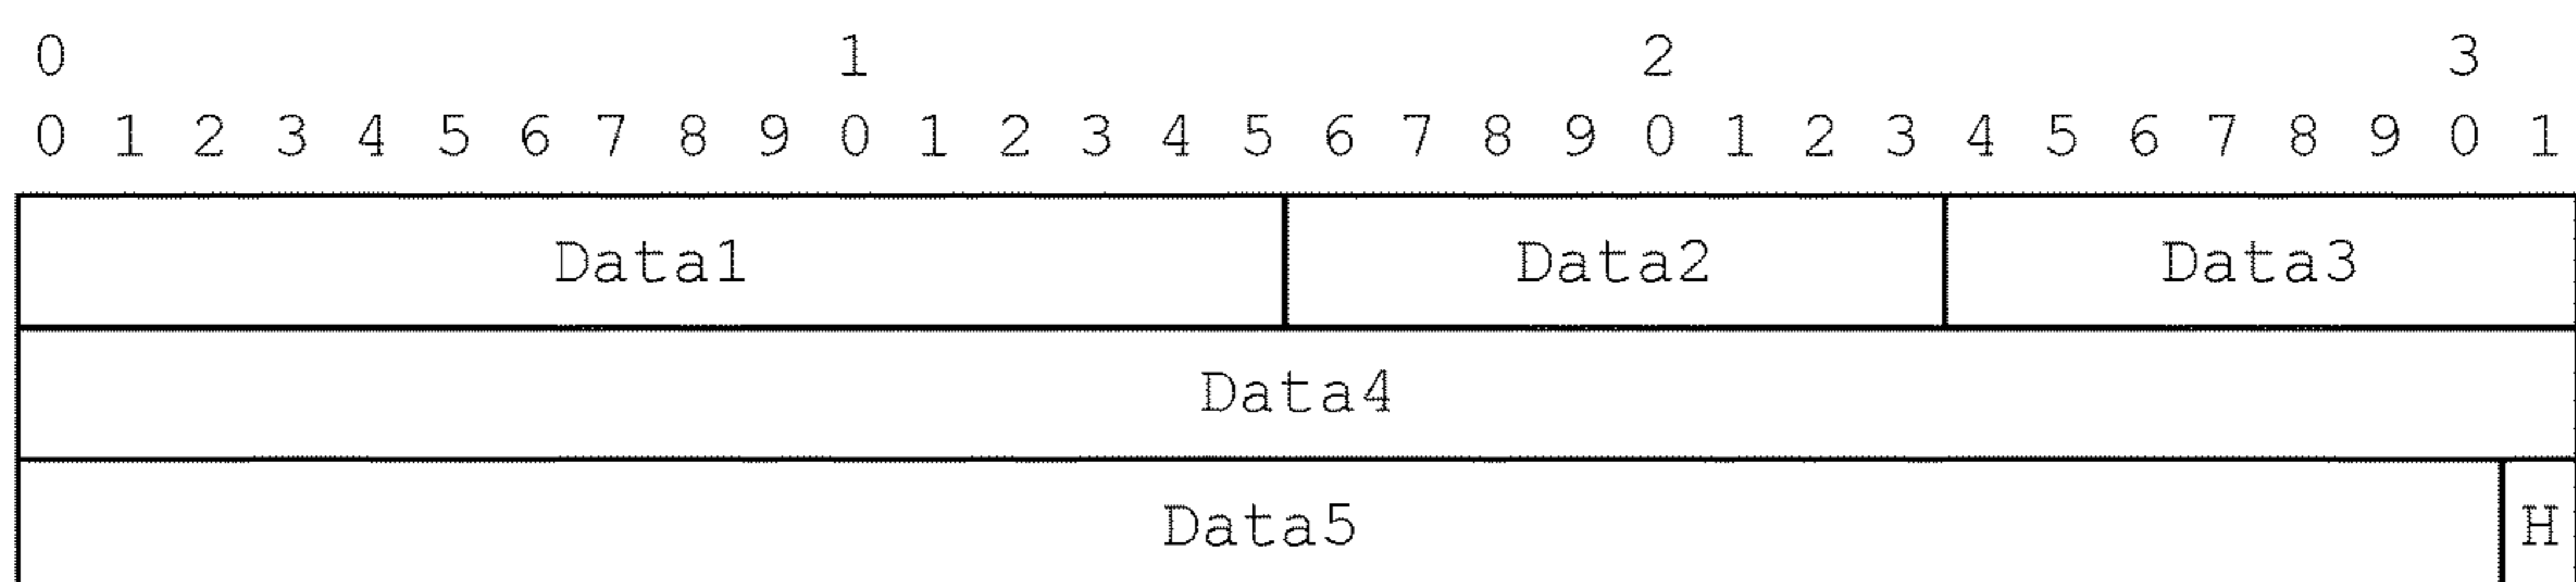 0 1 2 3
0 1 2 3 4 5 6 7 8 9 0 1 2 3 4 5 6 7 8 9 0 1 2 3 4 5 6 7 8 9 0 1
Data1 Data2 Data3
Data4
Data5 H